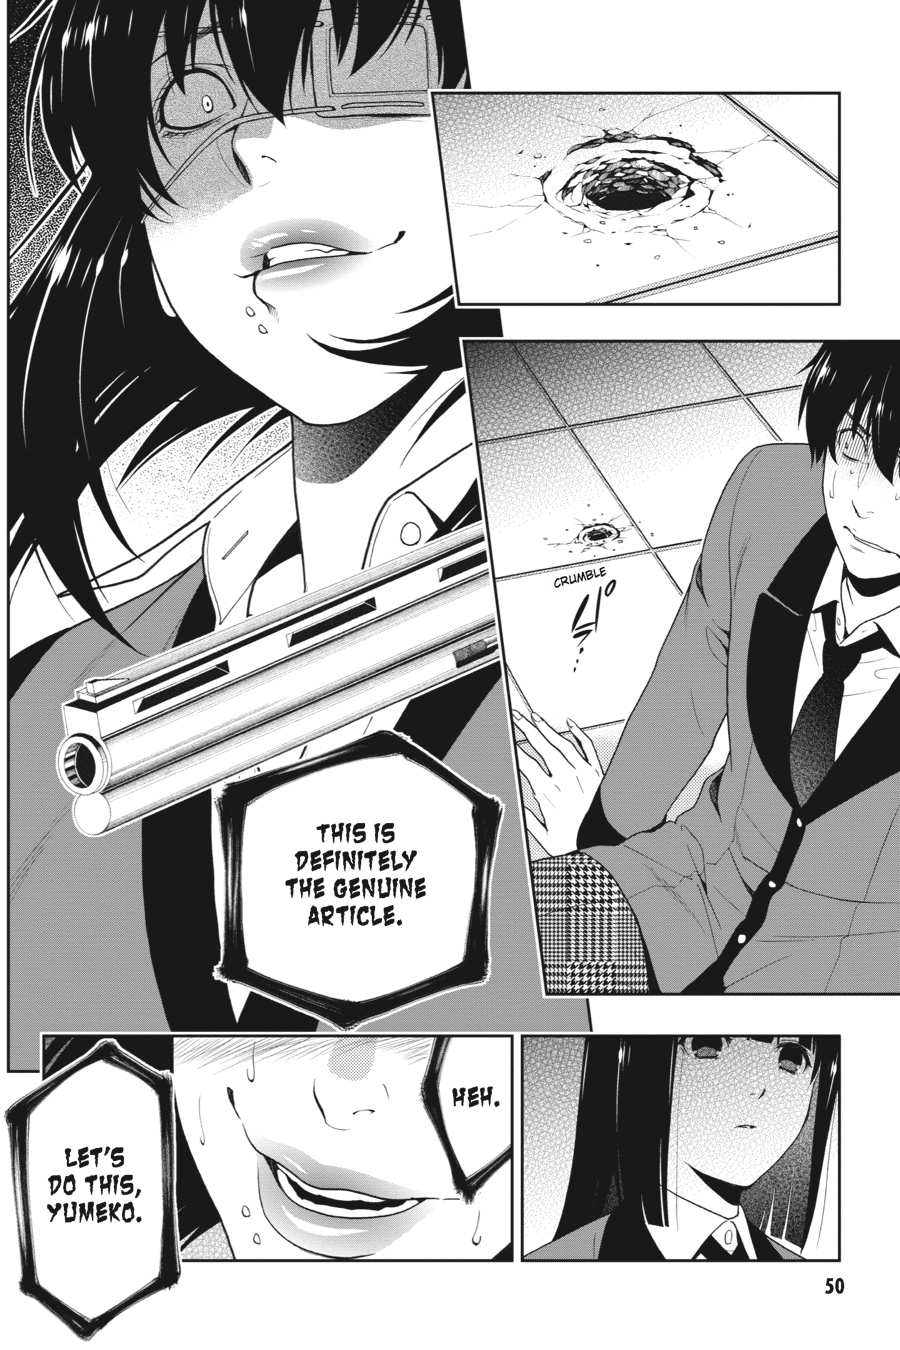 CRUMBLE
THIS IS
DEFINITELY
THE GENUINE
ARTICLE.
HEH.
LET'S
DO THIS,
YUMEKO.
50